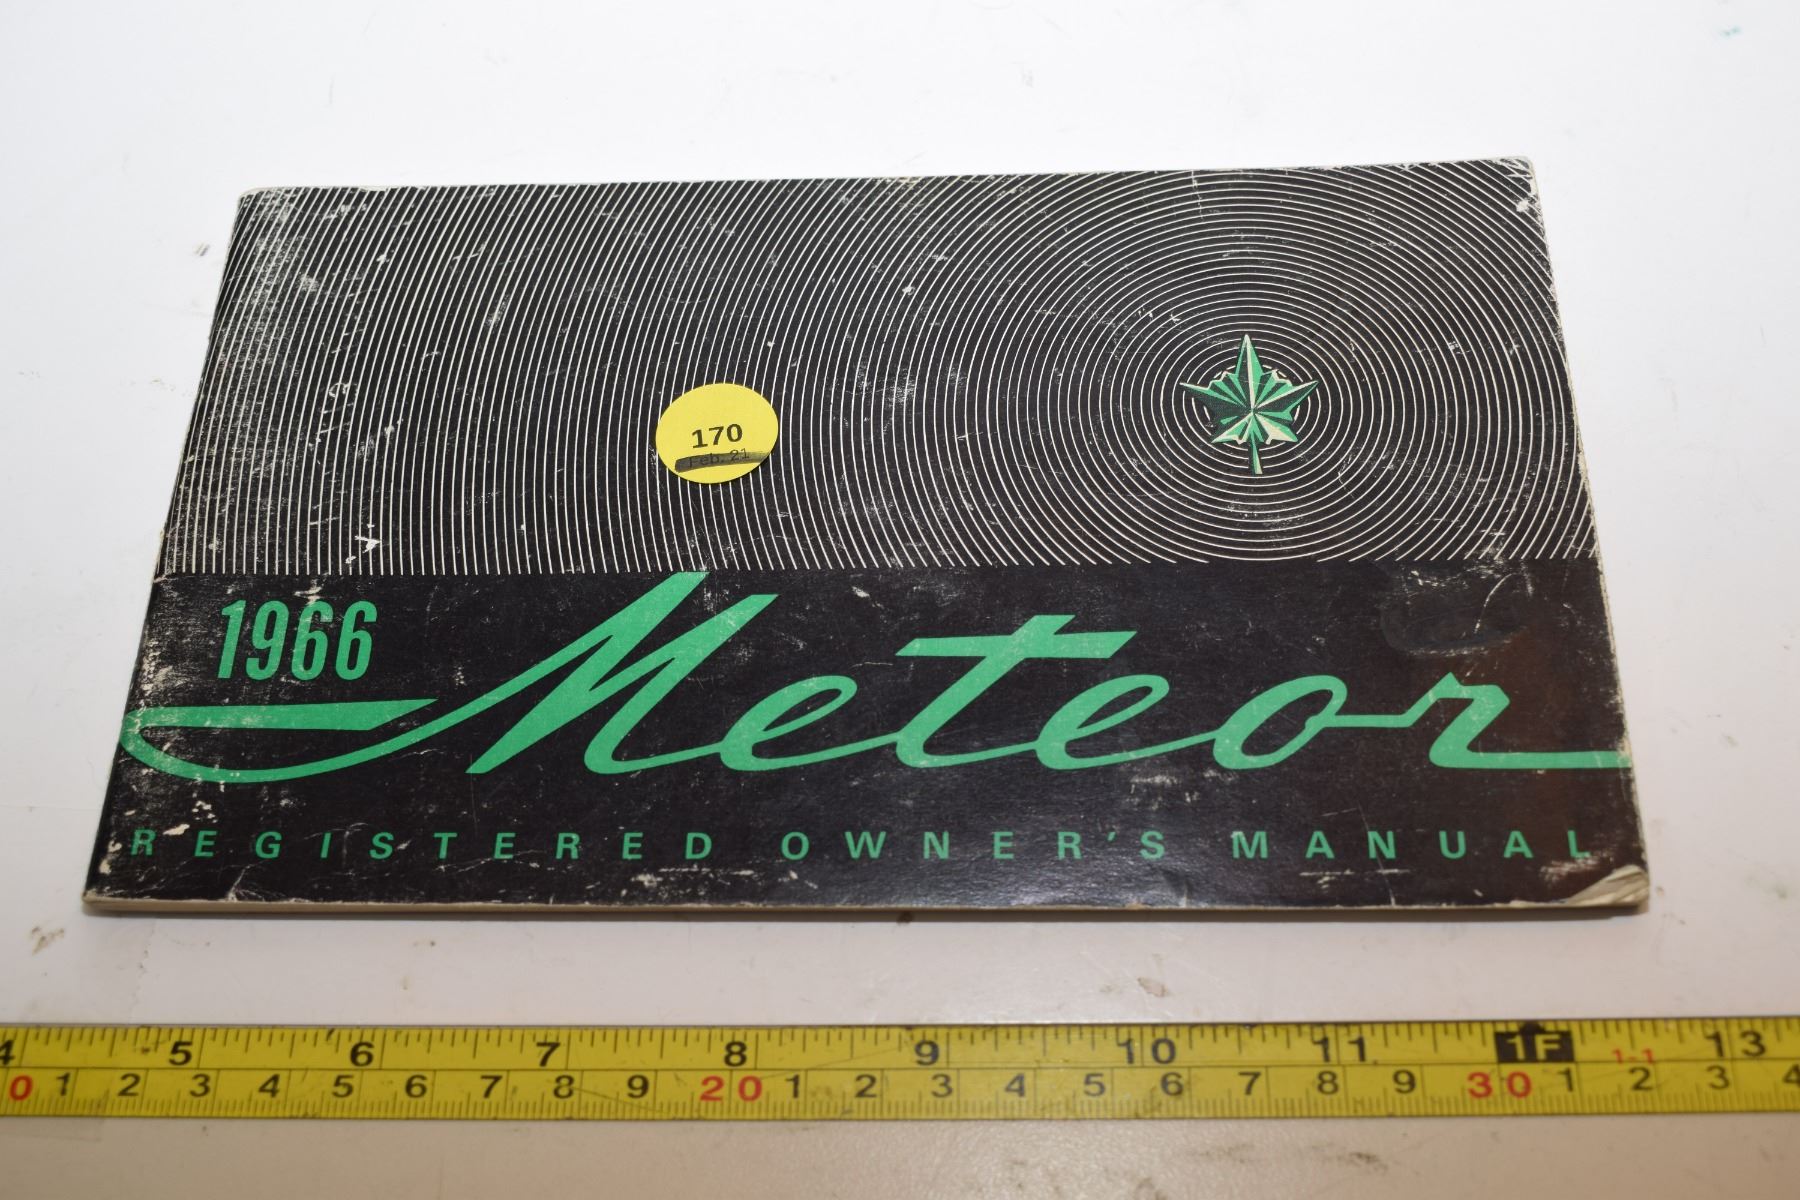 170
Feb. 21
1966
Meteor
REGISTERED OWNER'S MANUAL
4 5 6 7 8 9 10 11 1F 1-1 13
0 1 2 3 4 5 6 7 8 9 20 1 2 3 4 5 6 7 8 9 30 1 2 3 4